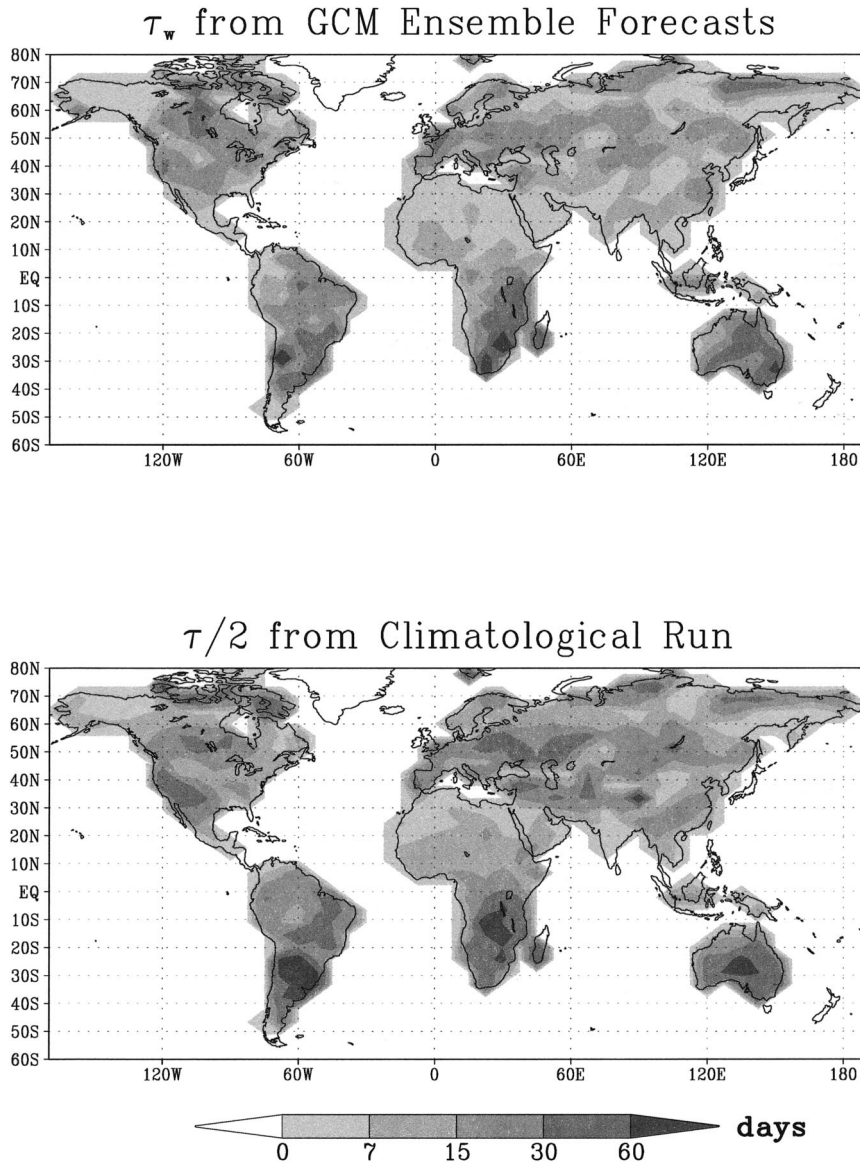 τw from GCM Ensemble Forecasts
80N
70N
60N
50N
40N
30N
20N
10N
EQ
10S
20S
30S
40S
50S
60S
120W 60W 0 60E 120E 180
τ/2 from Climatological Run
80N
70N
60N
50N
40N
30N
20N
10N
EQ
10S
20S
30S
40S
50S
60S
120W 60W 0 60E 120E 180
0 7 15 30 60 days